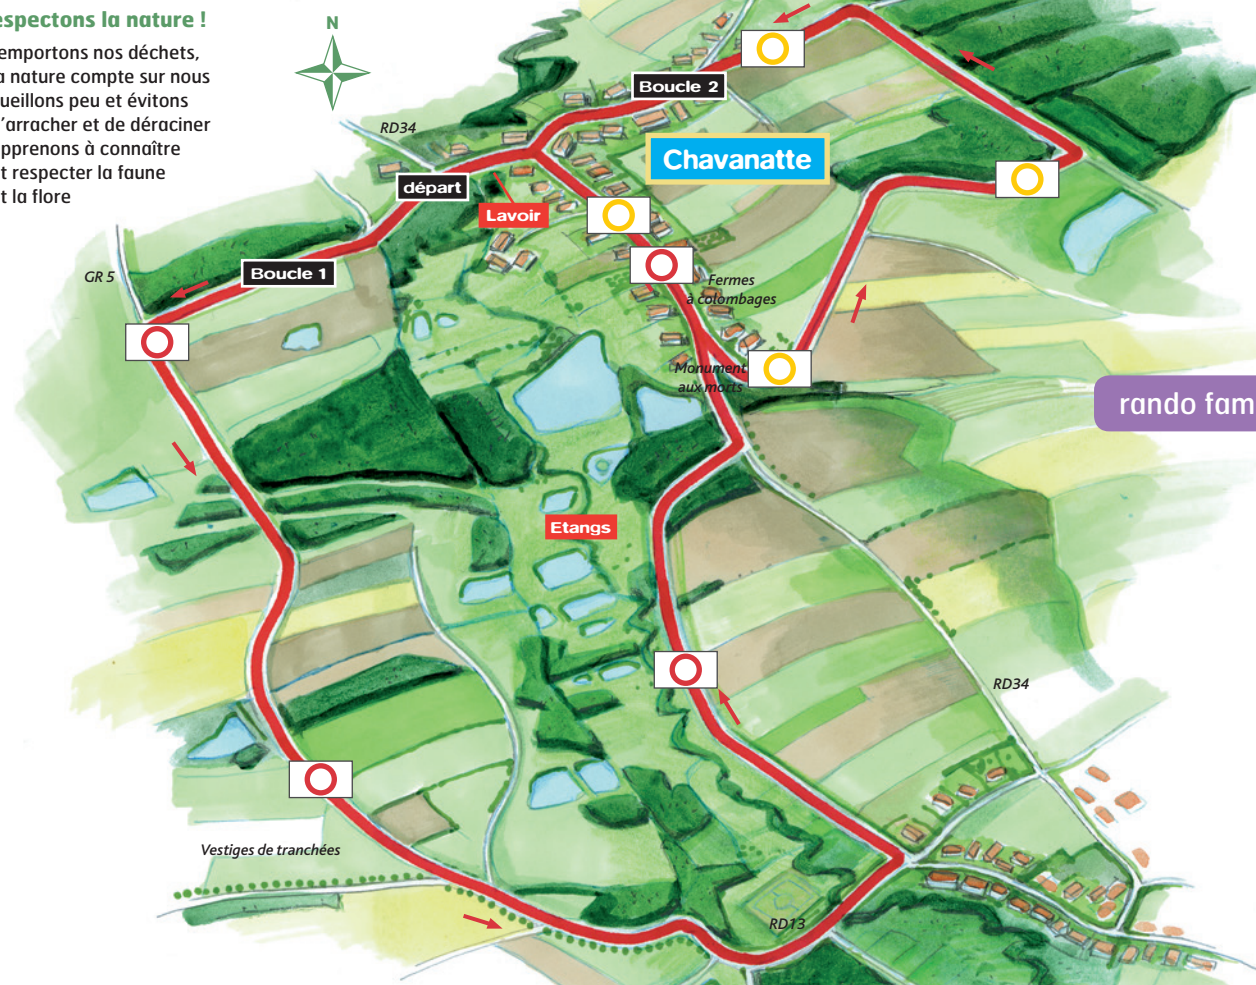 espectons la nature !
emportons nos déchets,
a nature compte sur nous
ueillons peu et évitons
'arracher et de déraciner
pprenons à connaître
t respecter la faune
t la flore
N
RD34
Boucle 2
Chavanatte
départ
Lavoir
GR 5
Boucle 1
Fermes
à colombages
Monument
aux morts
rando fam
Etangs
RD34
Vestiges de tranchées
RD13